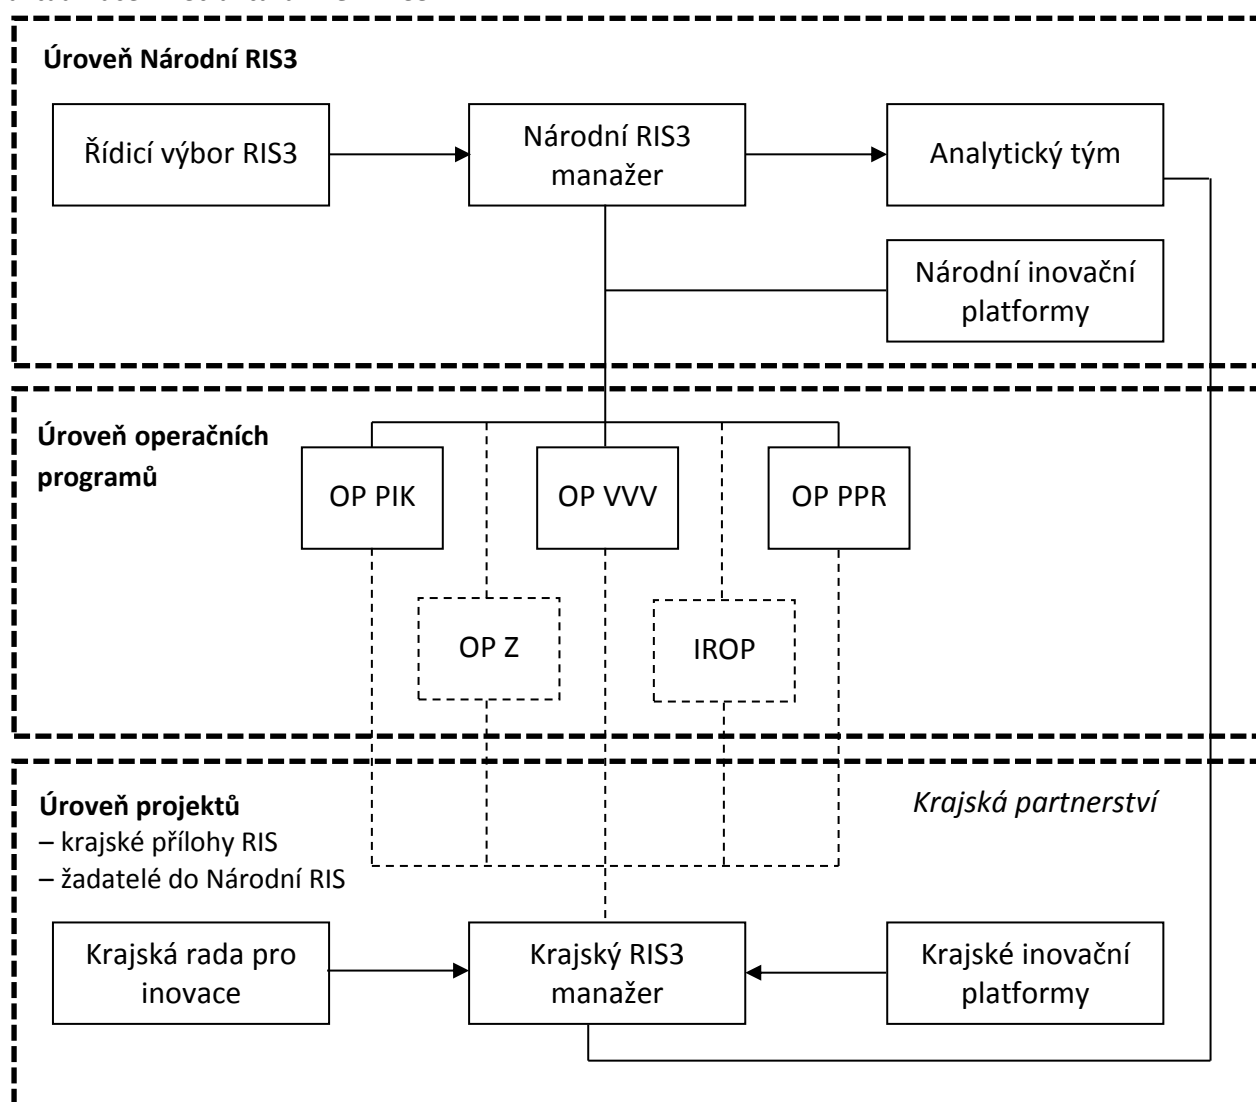 Úroveň Národní RIS3
Řídicí výbor RIS3
Národní RIS3
manažer
Analytický tým
Národní inovační
platformy
Úroveň operačních
programů
OP PIK
OP VVV
OP PPR
OP Z
IROP
Úroveň projektů
– krajské přílohy RIS
– žadatelé do Národní RIS
Krajská partnerství
Krajská rada pro
inovace
Krajský RIS3
manažer
Krajské inovační
platformy